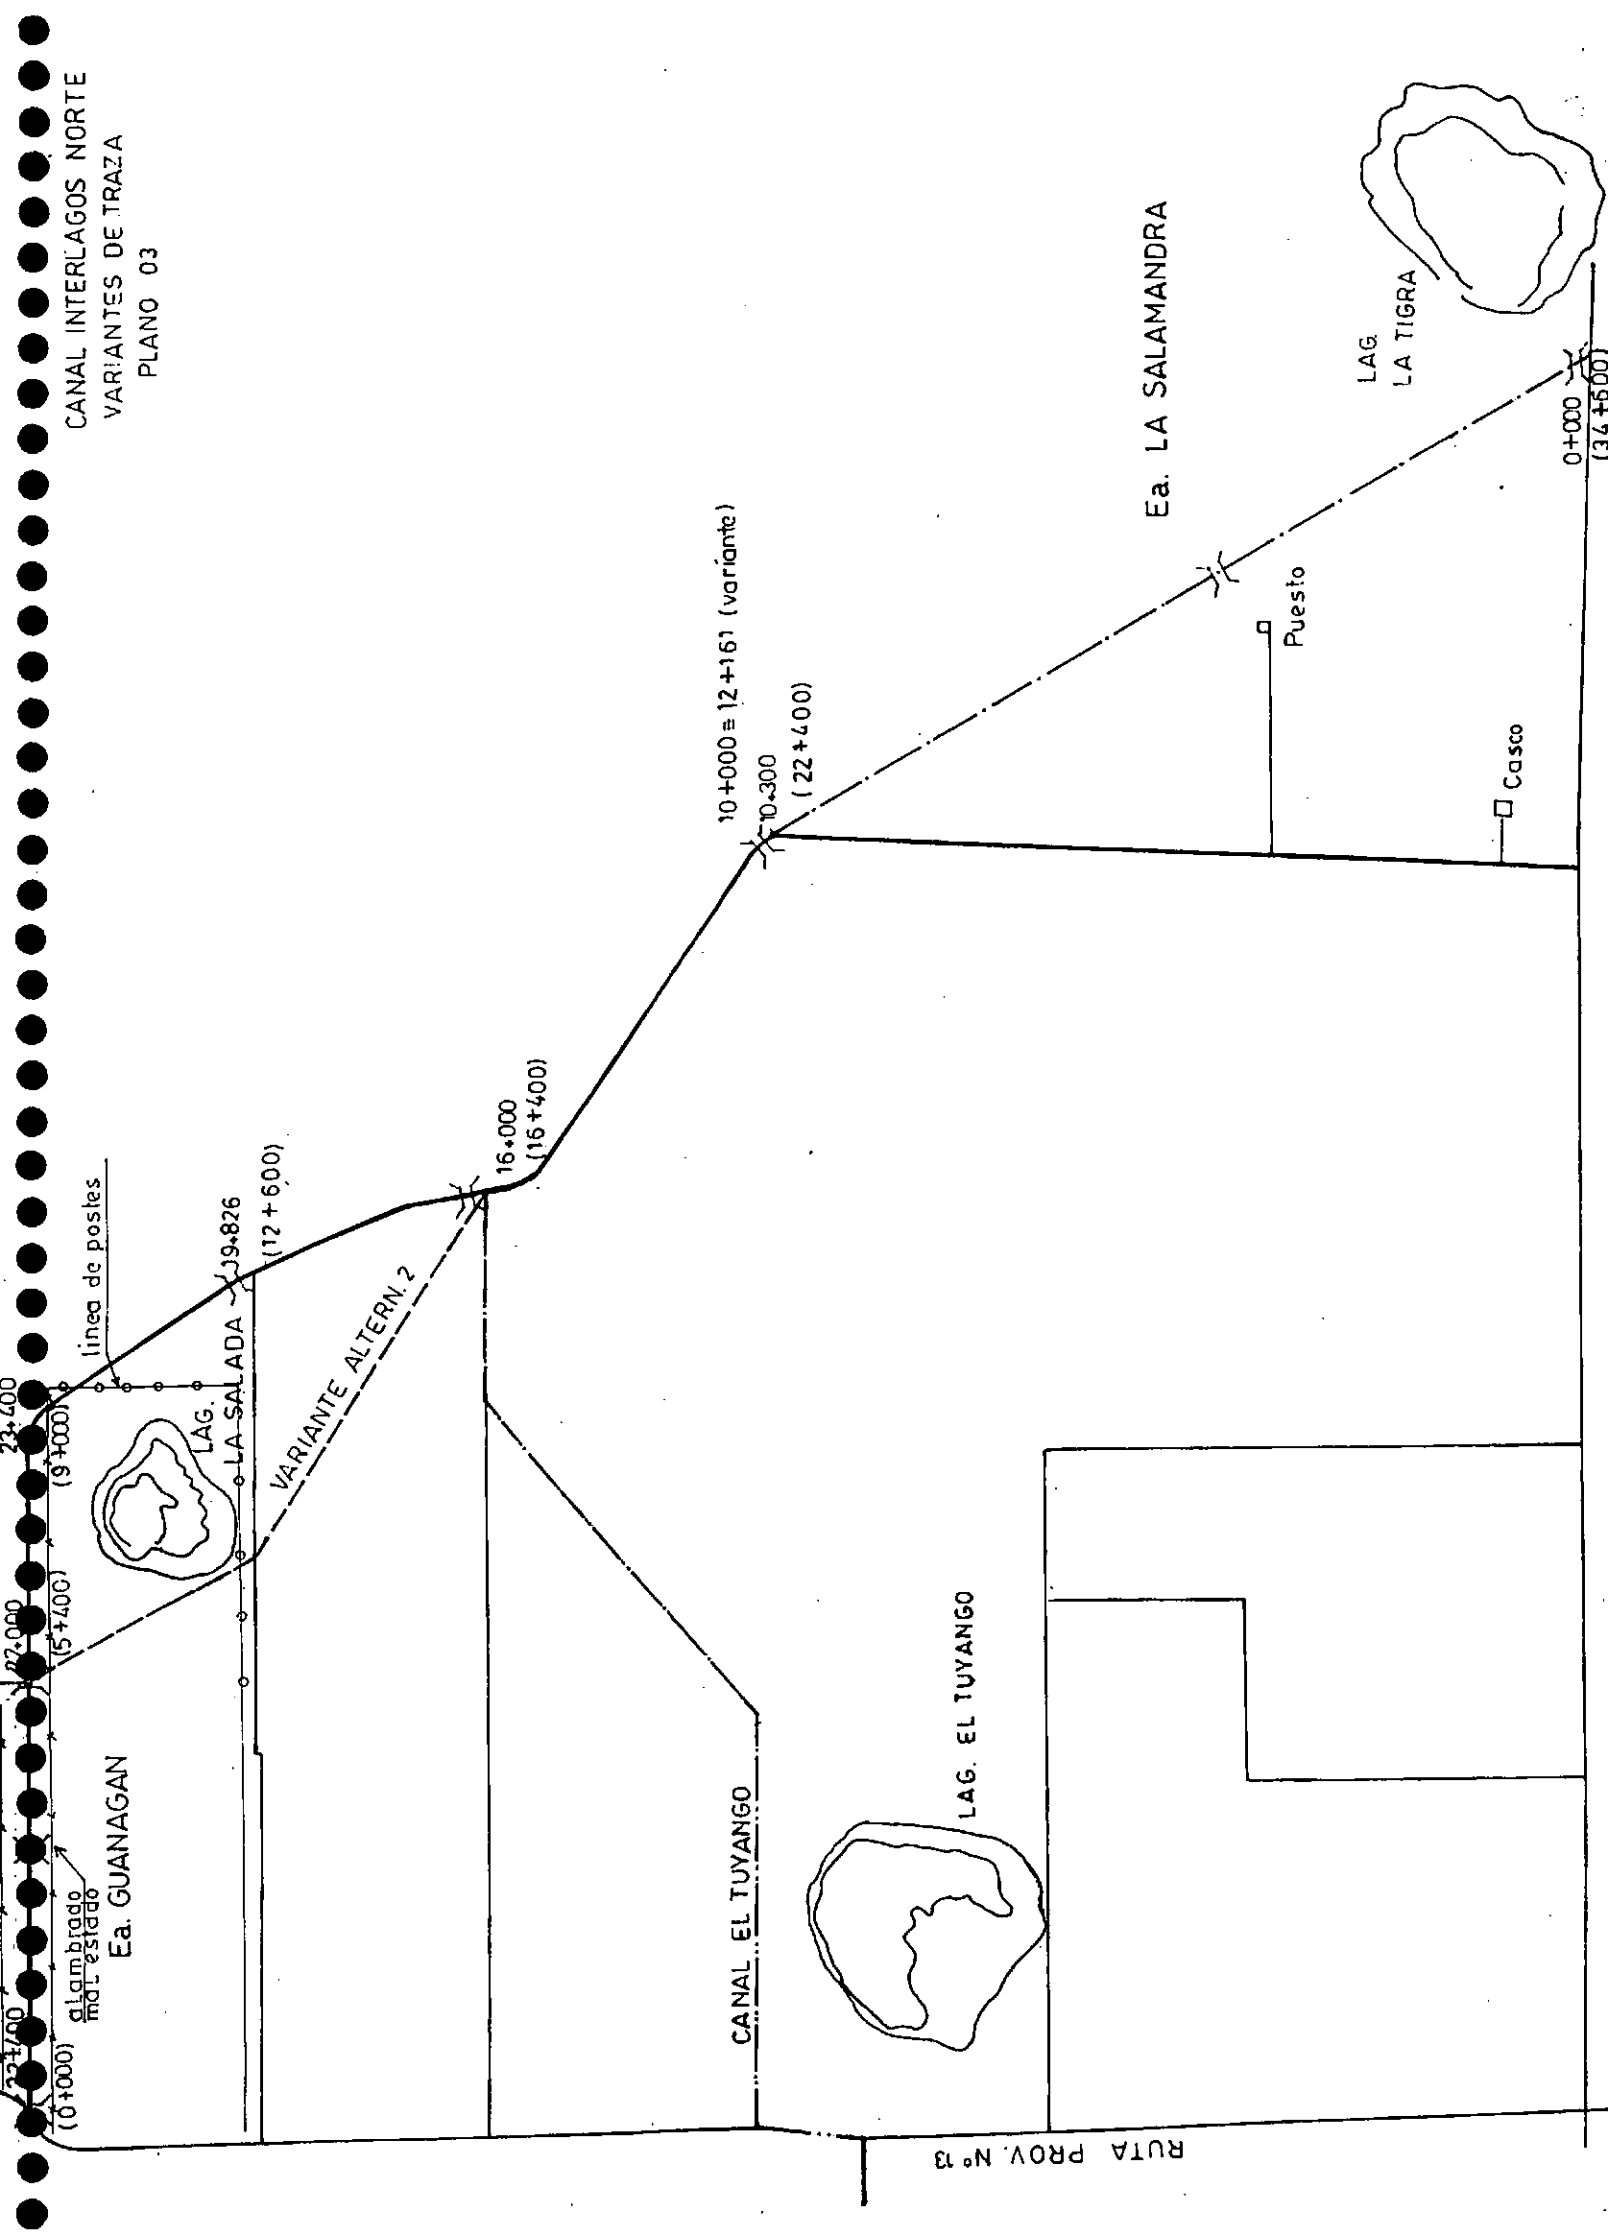 CANAL INTERLAGOS NORTE
VARIANTES DE TRAZA
PLANO 03
(0+000)
alambrado
mal estado
Ea. GUANAGAN
27+000
(5+400)
23+400
(9+000)
linea de postes
LAG.
LA SALADA
19+826
(12+600)
VARIANTE ALTERN. 2
16+000
(16+400)
10+000=12+161 (variante)
10+300
(22+400)
CANAL EL TUYANGO
LAG. EL TUYANGO
RUTA PROV. Nº 13
Ea. LA SALAMANDRA
Puesto
Casco
LAG
LA TIGRA
0+000
(34+600)